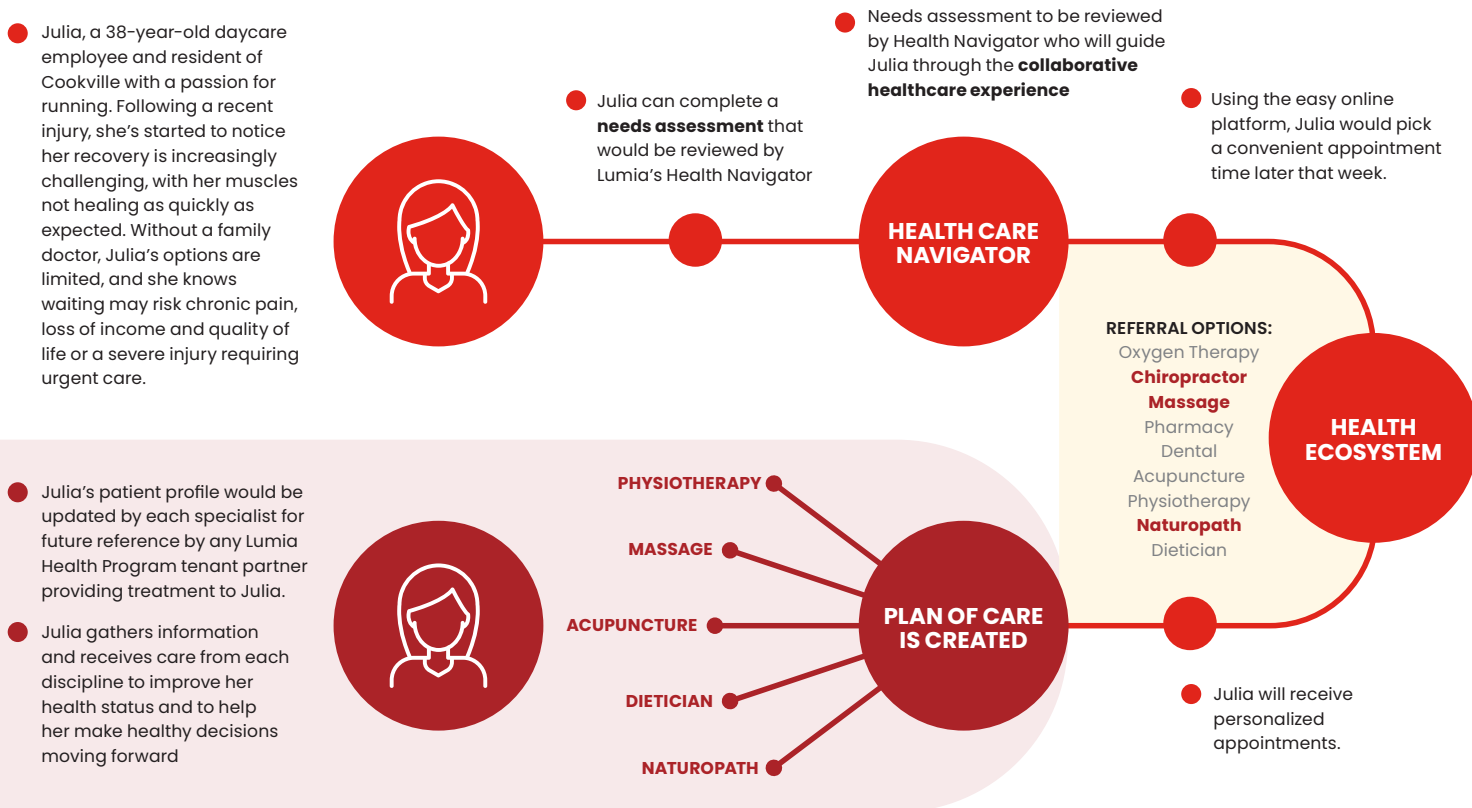 Julia, a 38-year-old daycare
employee and resident of
Cookville with a passion for
running. Following a recent
injury, she's started to notice
her recovery is increasingly
challenging, with her muscles
not healing as quickly as
expected. Without a family
doctor, Julia's options are
limited, and she knows
waiting may risk chronic pain,
loss of income and quality of
life or a severe injury requiring
urgent care.
Julia can complete a
needs assessment that
would be reviewed by
Lumia's Health Navigator
Needs assessment to be reviewed
by Health Navigator who will guide
Julia through the collaborative
healthcare experience
HEALTH CARE
NAVIGATOR
Using the easy online
platform, Julia would pick
a convenient appointment
time later that week.
REFERRAL OPTIONS:
Oxygen Therapy
Chiropractor
Massage
Pharmacy
Dental
Acupuncture
Physiotherapy
Naturopath
Dietician
HEALTH
ECOSYSTEM
Julia will receive
personalized
appointments.
PLAN OF CARE
IS CREATED
PHYSIOTHERAPY
MASSAGE
ACUPUNCTURE
DIETICIAN
NATUROPATH
Julia's patient profile would be
updated by each specialist for
future reference by any Lumia
Health Program tenant partner
providing treatment to Julia.
Julia gathers information
and receives care from each
discipline to improve her
health status and to help
her make healthy decisions
moving forward